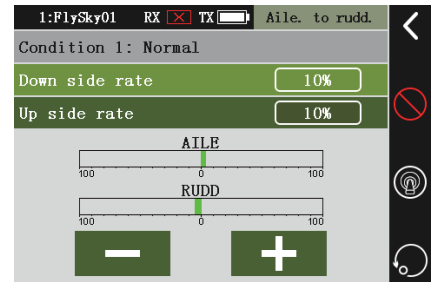 1:FlySky01 RX TX Aile. to rudd.
Condition 1: Normal
Down side rate 10%
Up side rate 10%
AILE
100 0 100
RUDD
100 0 100